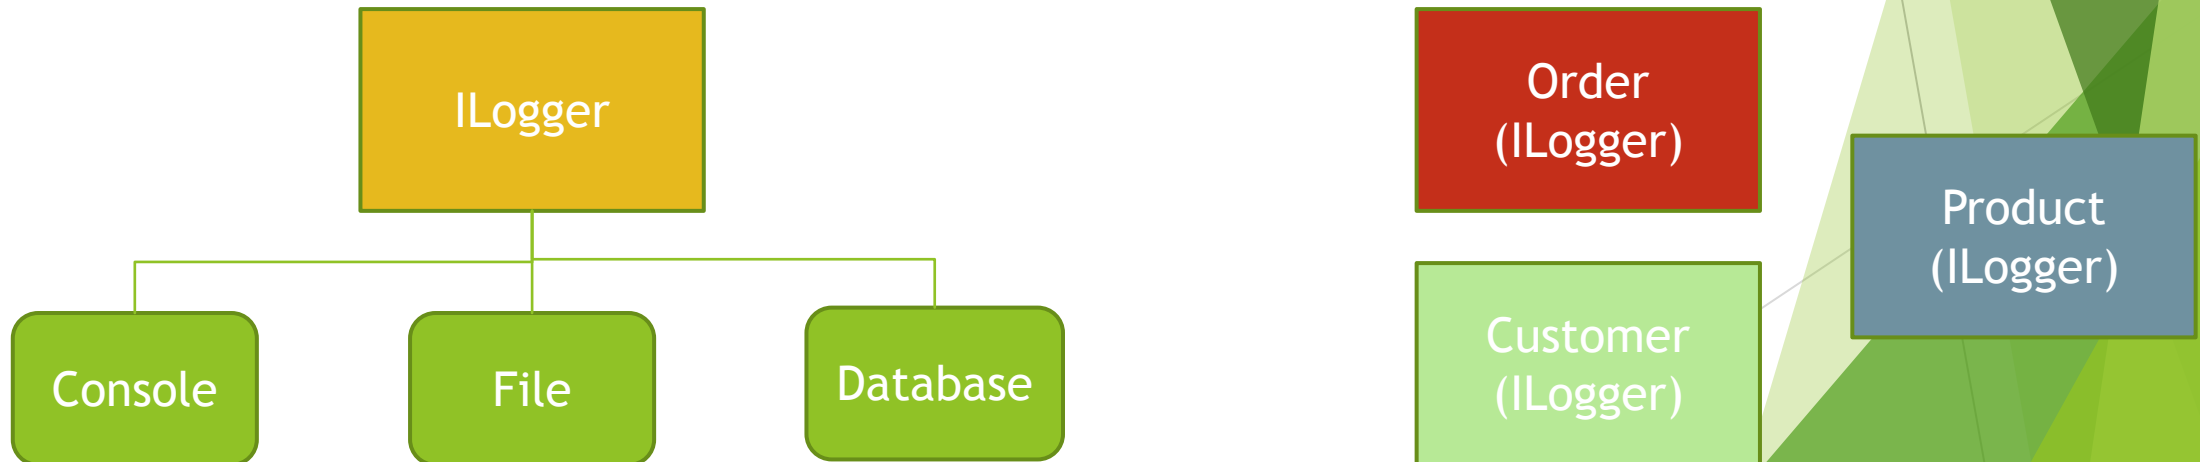 ILogger
Console
File
Database
Order
(ILogger)
Customer
(ILogger)
Product
(ILogger)